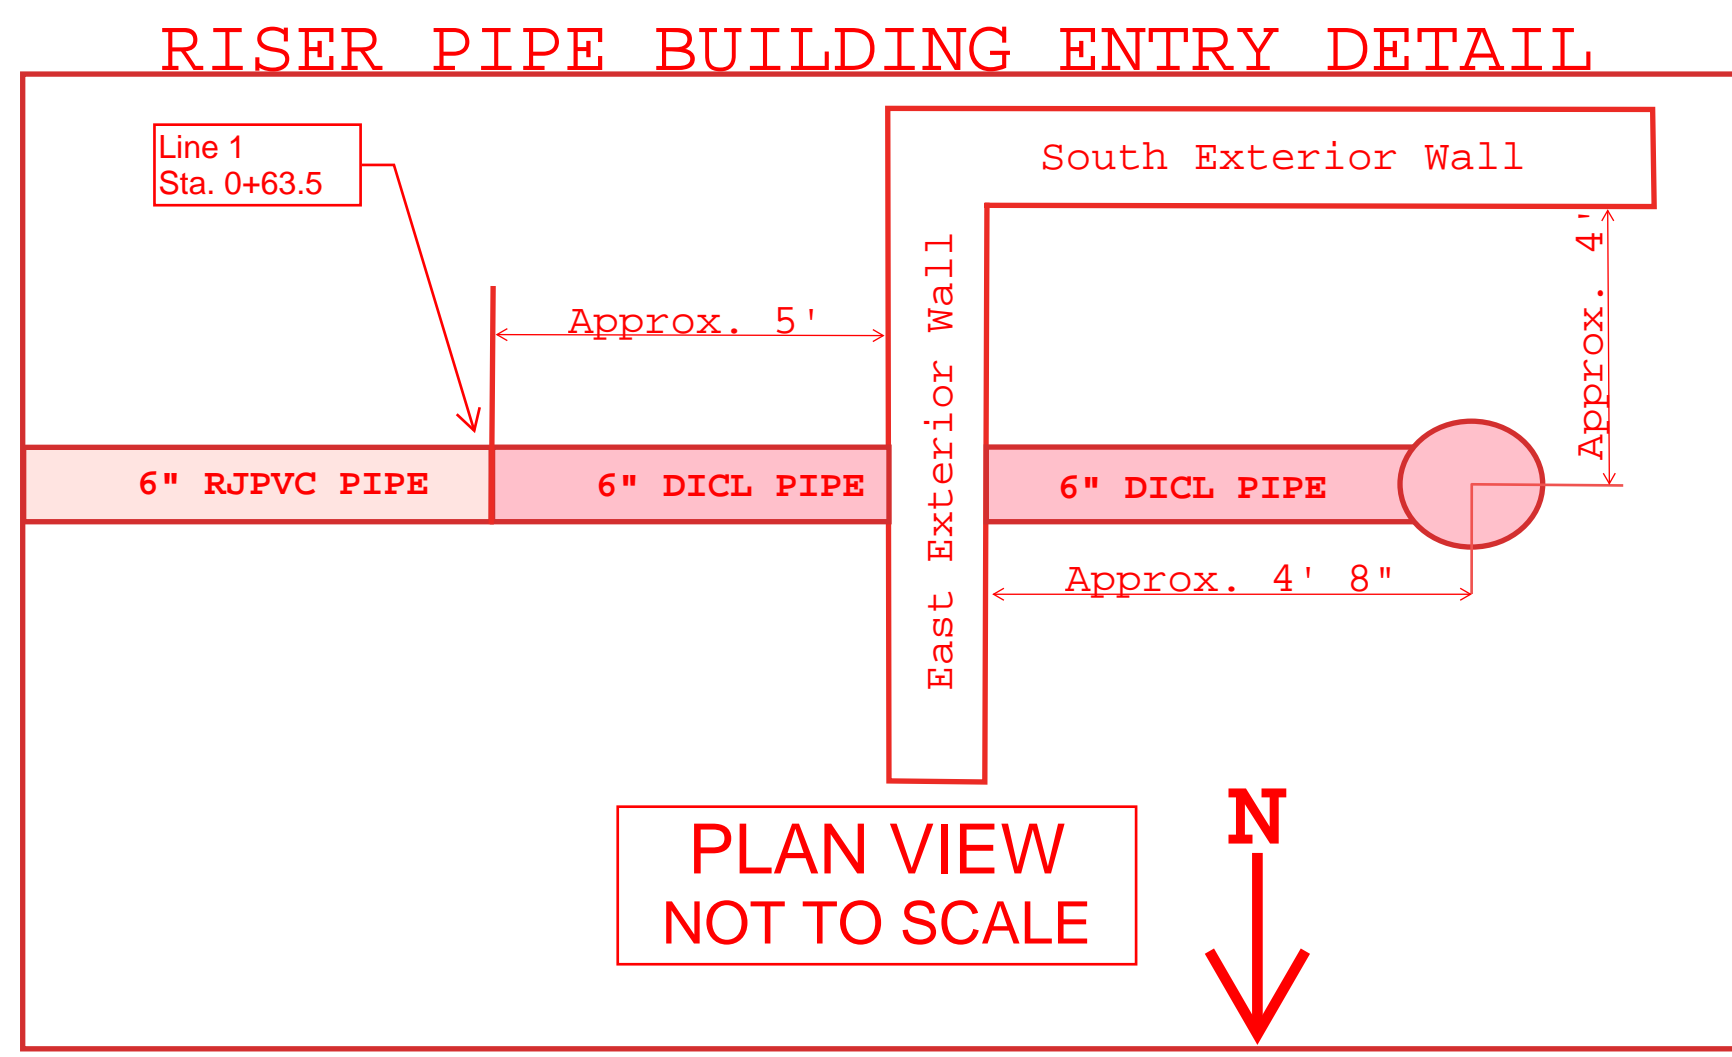 RISER PIPE BUILDING ENTRY DETAIL
Line 1
Sta. 0+63.5
South Exterior Wall
Approx. 5'
Approx. 4'
East Exterior Wall
6" RJPVC PIPE
6" DICL PIPE
6" DICL PIPE
Approx. 4' 8"
PLAN VIEW
NOT TO SCALE
N